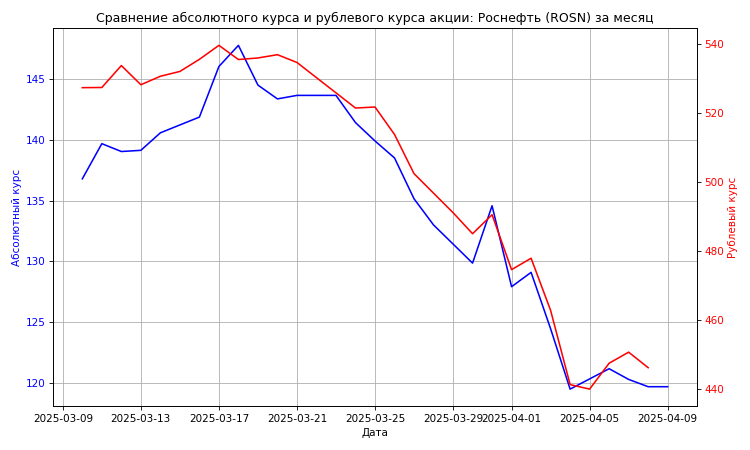 Сравнение абсолютного курса и рублевого курса акции: Роснефть (ROSN) за месяц
145
140
135
130
125
120
Абсолютный курс
540
520
500
480
460
440
Рублевый курс
2025-03-09 2025-03-13 2025-03-17 2025-03-21 2025-03-25 2025-03-29 2025-04-01 2025-04-05 2025-04-09
Дата